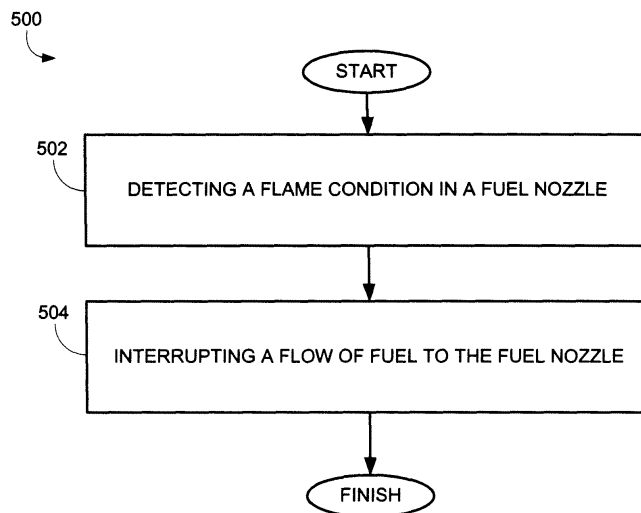 500
START
502
DETECTING A FLAME CONDITION IN A FUEL NOZZLE
504
INTERRUPTING A FLOW OF FUEL TO THE FUEL NOZZLE
FINISH